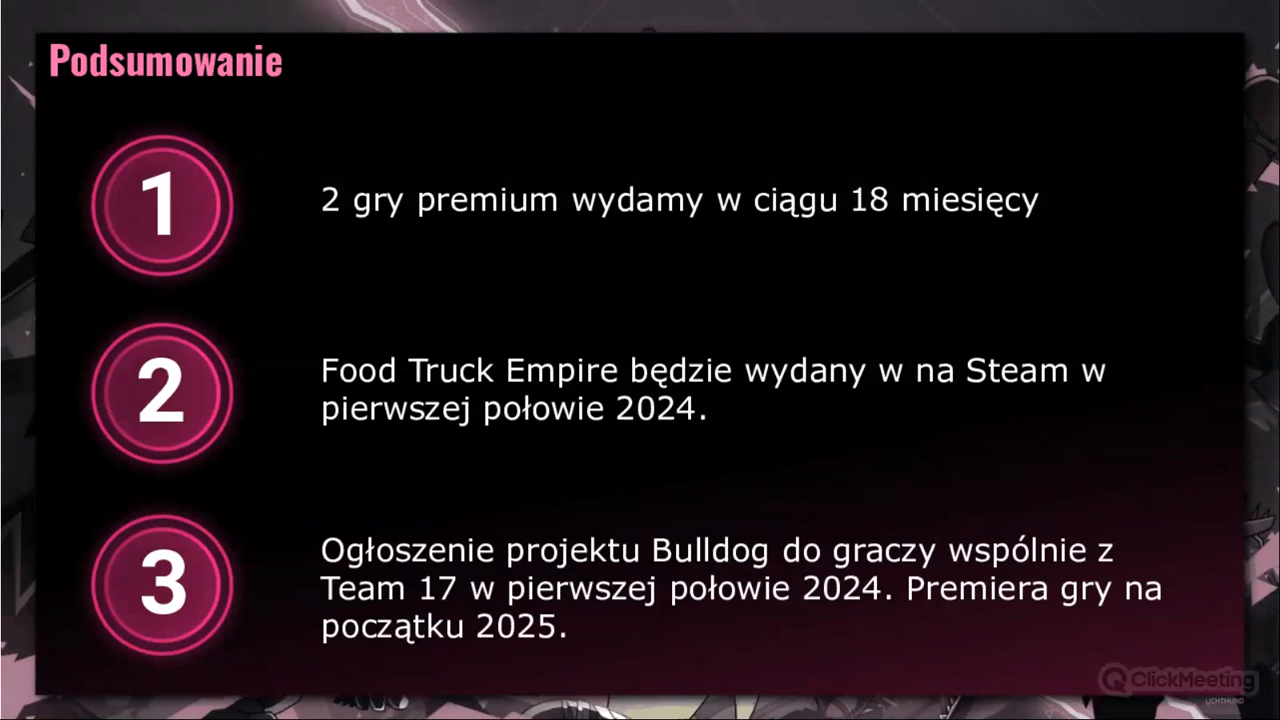 Podsumowanie
1
2 gry premium wydamy w ciągu 18 miesięcy
2
Food Truck Empire będzie wydany w na Steam w
pierwszej połowie 2024.
3
Ogłoszenie projektu Bulldog do graczy wspólnie z
Team 17 w pierwszej połowie 2024. Premiera gry na
początku 2025.
ClickMeeting
LICHTHUND